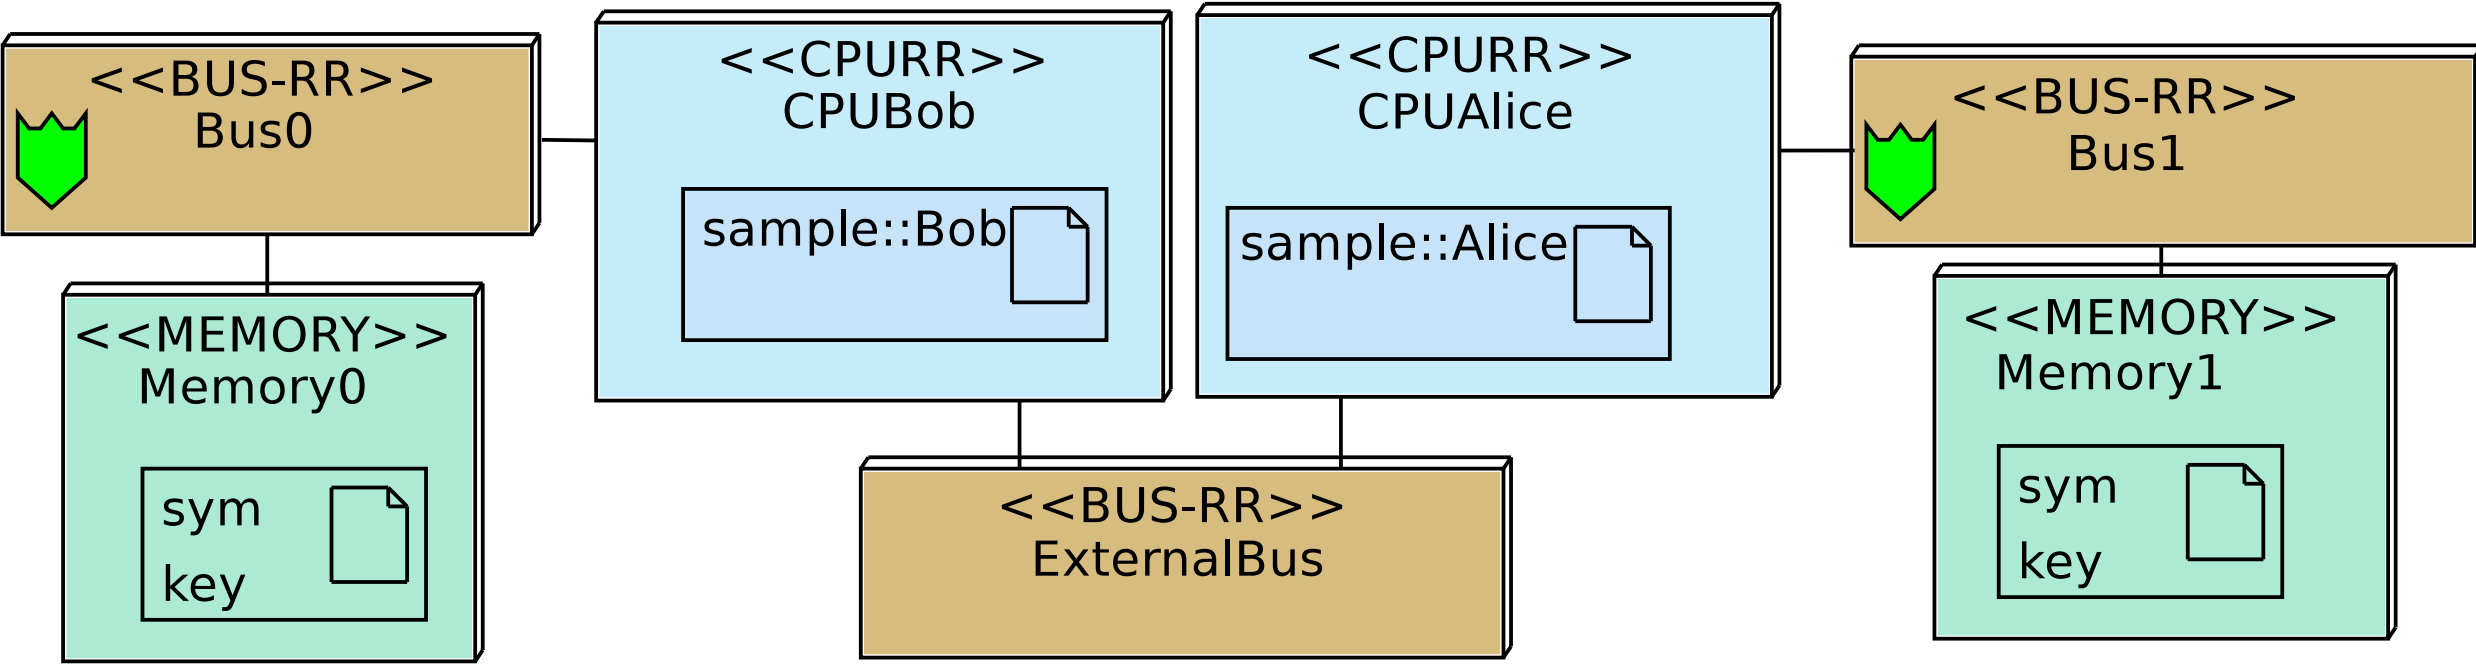 <<BUS-RR>>
Bus0
<<CPURR>>
CPUBob
<<CPURR>>
CPUAlice
<<BUS-RR>>
Bus1
sample::Bob
sample::Alice
<<MEMORY>>
Memory0
sym
key
<<BUS-RR>>
ExternalBus
<<MEMORY>>
Memory1
sym
key